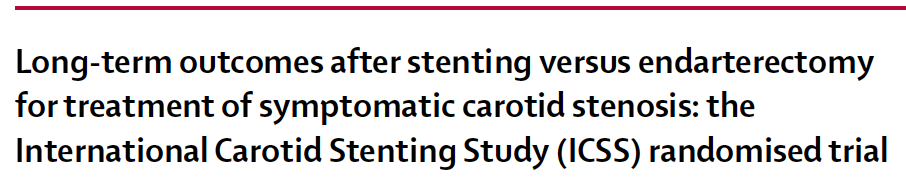 Long-term outcomes after stenting versus endarterectomy
for treatment of symptomatic carotid stenosis: the
International Carotid Stenting Study (ICSS) randomised trial